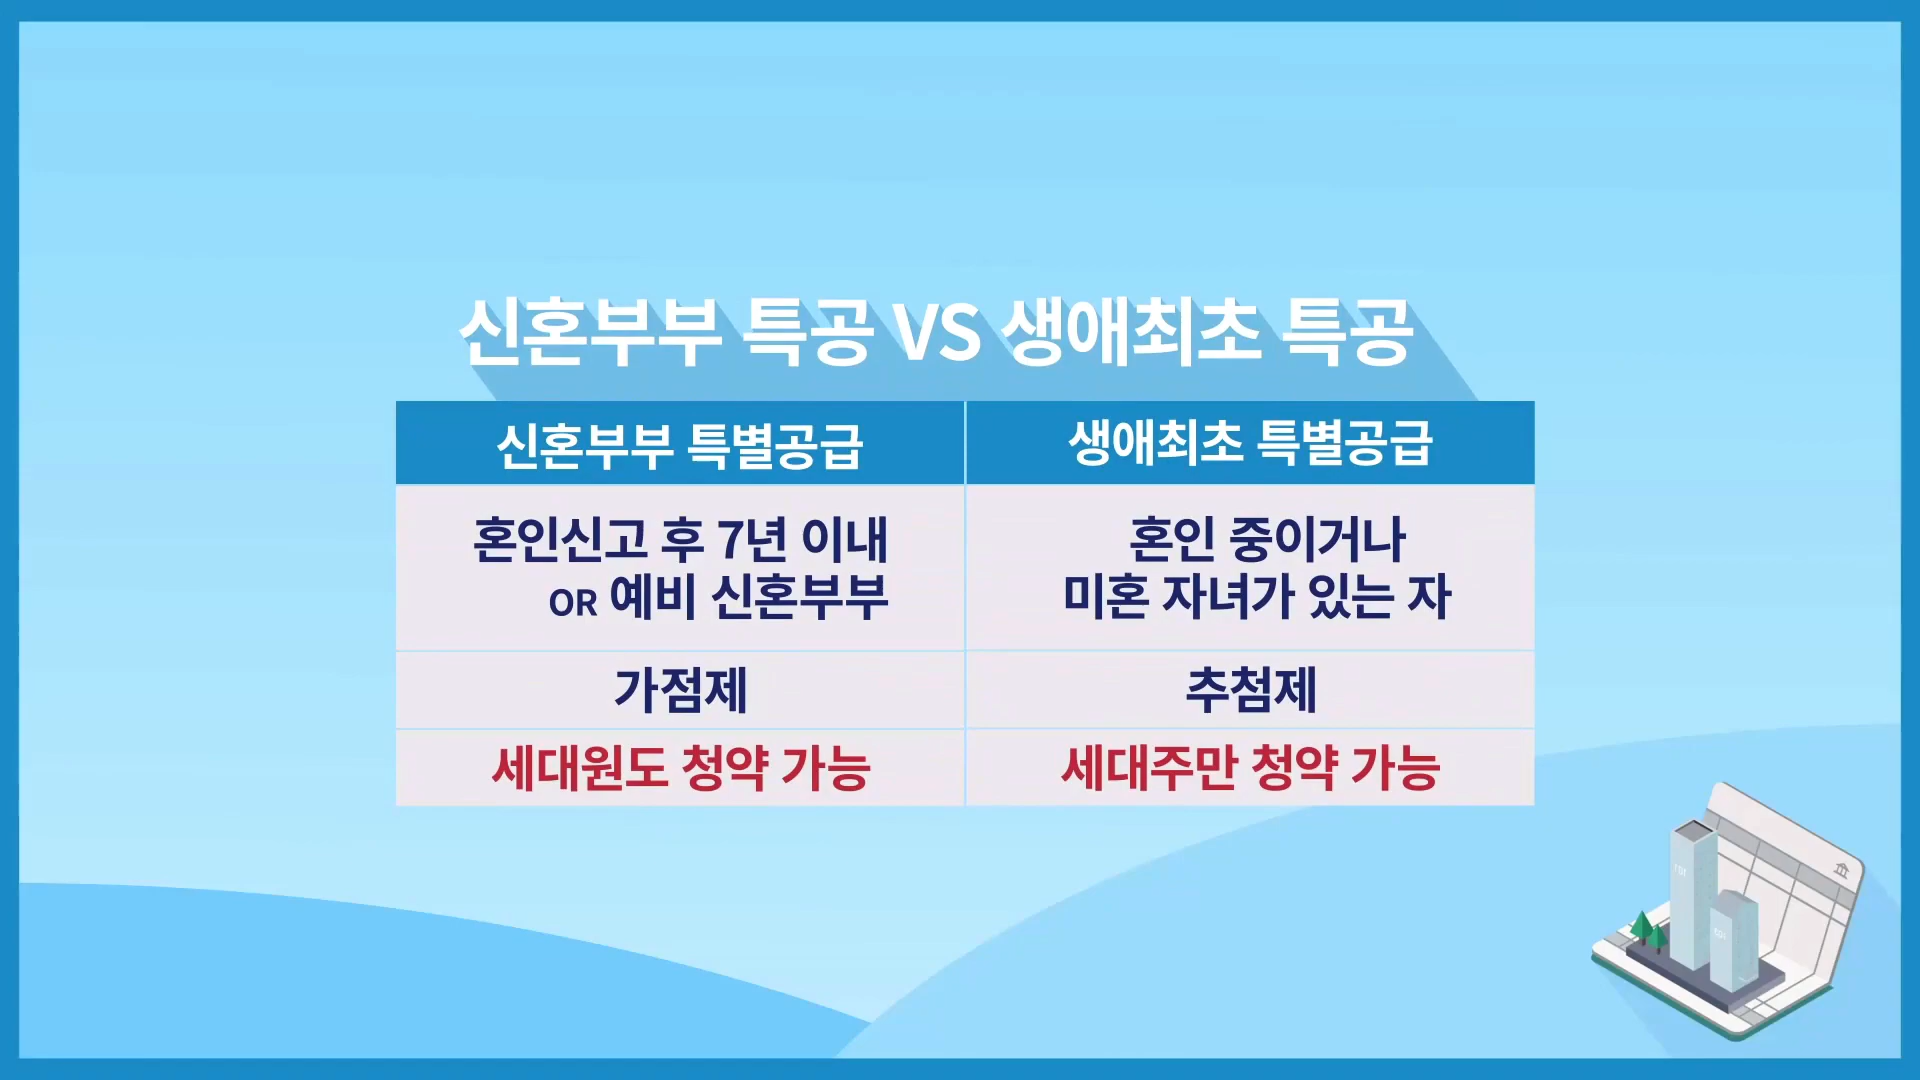 신혼부부 특공 VS 생애최초 특공
신혼부부 특별공급
생애최초 특별공급
혼인신고 후 7년 이내
OR 예비 신혼부부
혼인 중이거나
미혼 자녀가 있는 자
가점제
추첨제
세대원도 청약 가능
세대주만 청약 가능